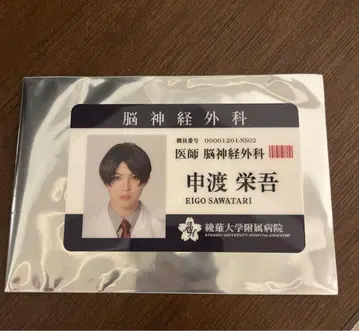 脳神経外科
職員番号 00001201-NS02
医師 脳神経外科
申渡 栄吾
EIGO SAWATARI
綾薙大学附属病院